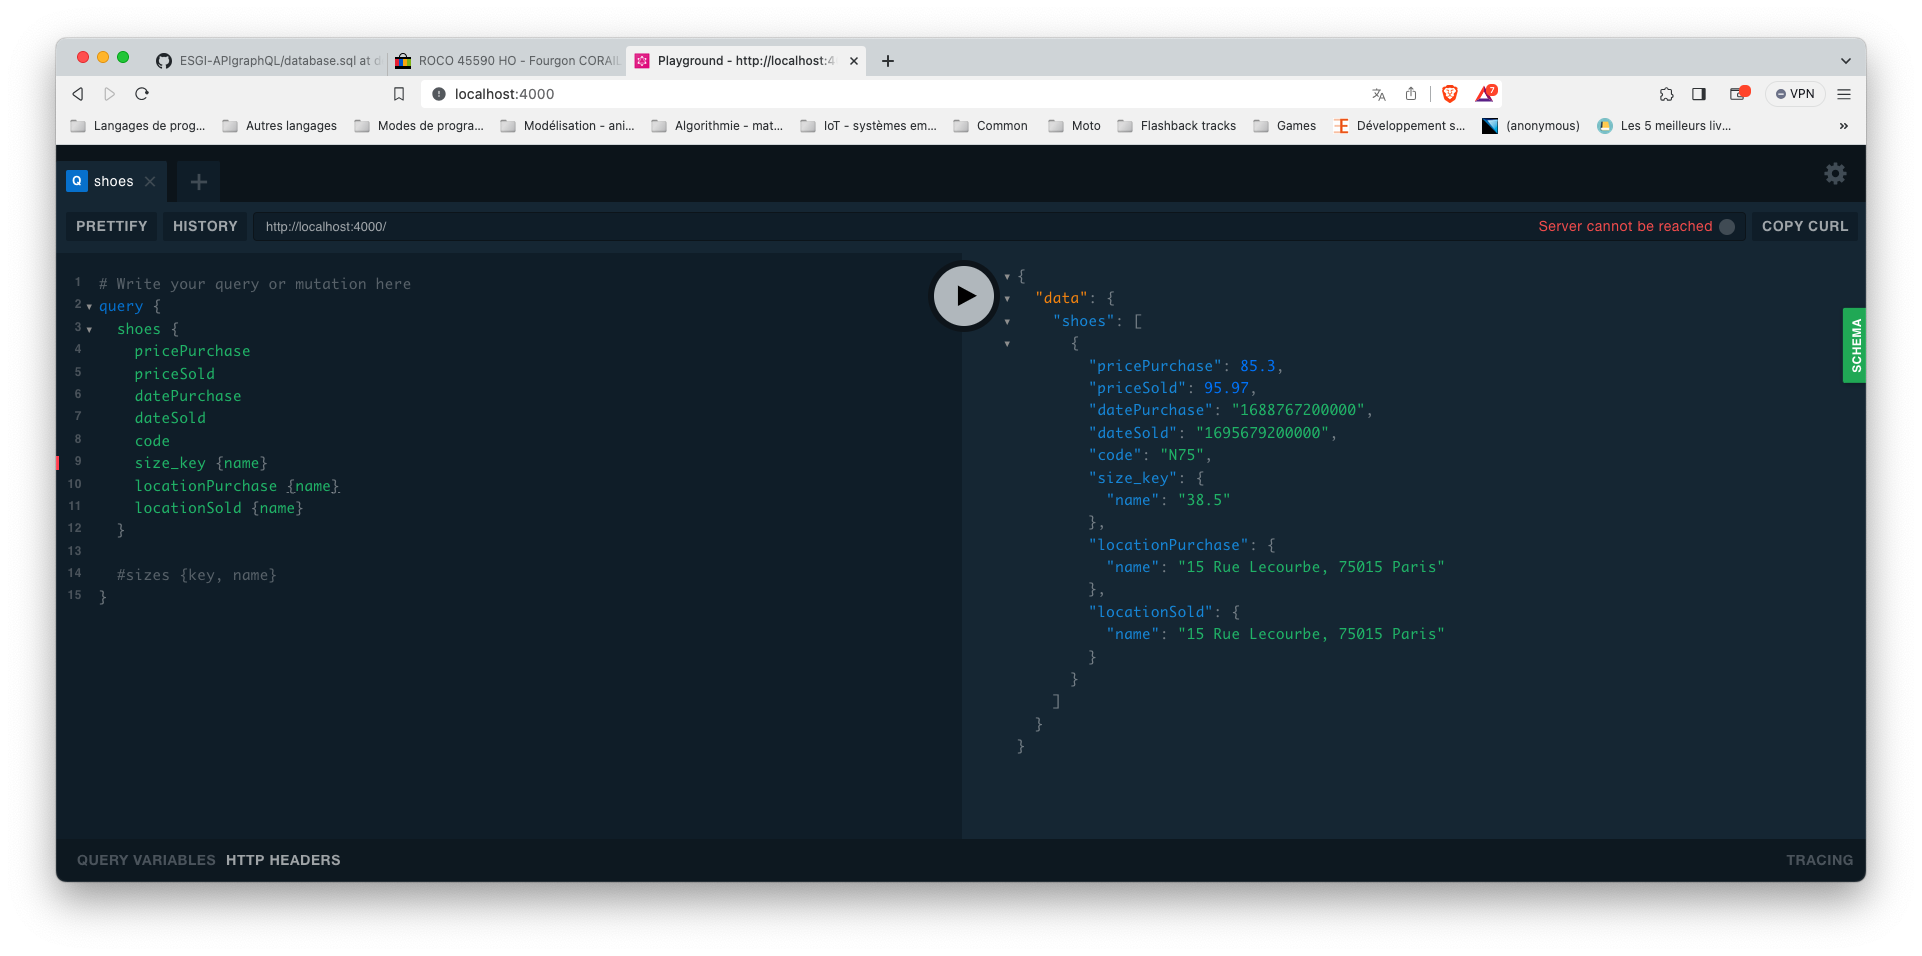 ESGI-APIgraphQL/database.sql at d
ROCO 45590 HO - Fourgon CORAIL
Playground - http://localhost:4
localhost:4000
7
VPN
Langages de prog...
Autres langages
Modes de progra...
Modélisation - ani...
Algorithmie - mat...
IoT - systèmes em...
Common
Moto
Flashback tracks
Games
Développement s...
(anonymous)
Les 5 meilleurs liv...
»
Q shoes
PRETTIFY
HISTORY
http://localhost:4000/
Server cannot be reached
COPY CURL
1 # Write your query or mutation here
2 query {
3 shoes {
4 pricePurchase
5 priceSold
6 datePurchase
7 dateSold
8 code
9 size_key {name}
10 locationPurchase {name}
11 locationSold {name}
12 }
13
14 #sizes {key, name}
15 }
{
"data": {
"shoes": [
{
"pricePurchase": 85.3,
"priceSold": 95.97,
"datePurchase": "1688767200000",
"dateSold": "1695679200000",
"code": "N75",
"size_key": {
"name": "38.5"
},
"locationPurchase": {
"name": "15 Rue Lecourbe, 75015 Paris"
},
"locationSold": {
"name": "15 Rue Lecourbe, 75015 Paris"
}
}
]
}
}
SCHEMA
QUERY VARIABLES
HTTP HEADERS
TRACING